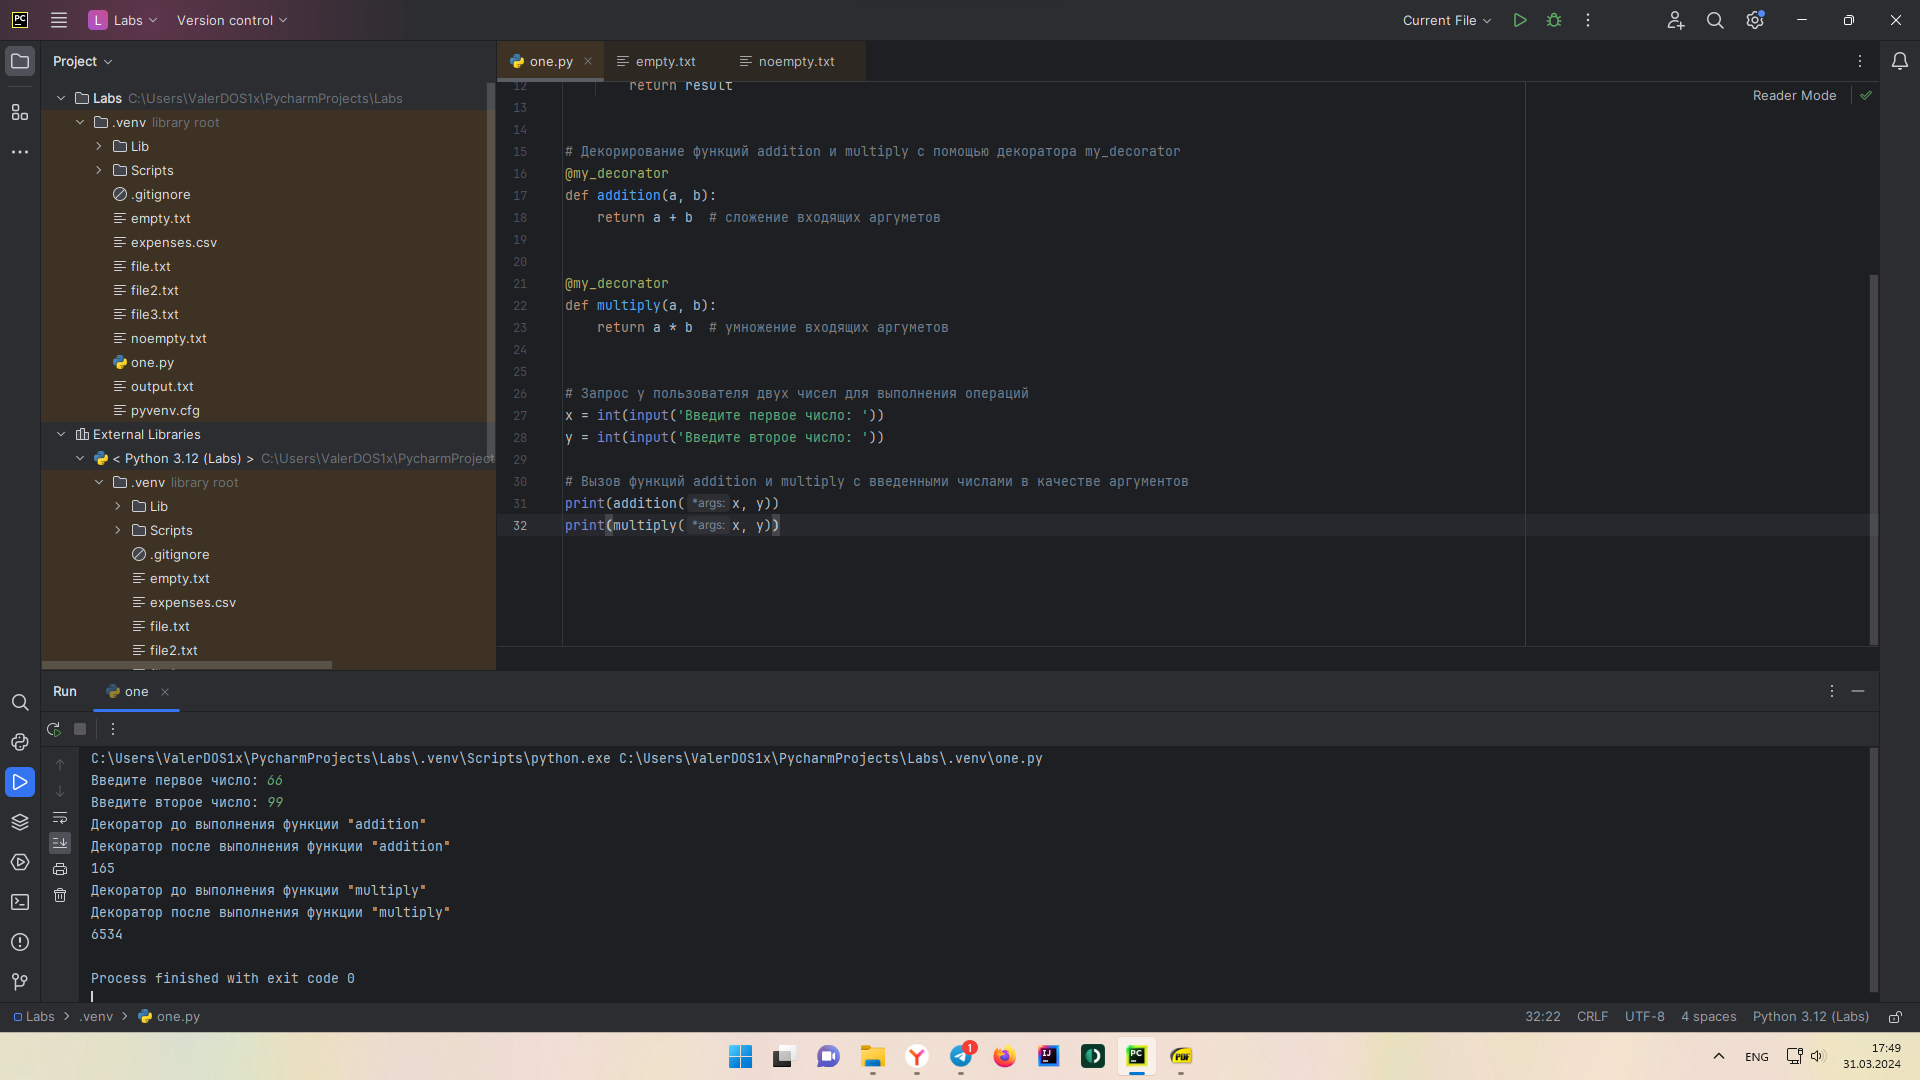 L Labs Version control Current File
Project
one.py empty.txt noempty.txt
Labs C:\Users\ValerDOS1x\PycharmProjects\Labs
.venv library root
Lib
Scripts
.gitignore
empty.txt
expenses.csv
file.txt
file2.txt
file3.txt
noempty.txt
one.py
output.txt
pyvenv.cfg
External Libraries
< Python 3.12 (Labs) > C:\Users\ValerDOS1x\PycharmProject
.venv library root
Lib
Scripts
.gitignore
empty.txt
expenses.csv
file.txt
file2.txt
Reader Mode
12 return result
13
14
15 # Декорирование функций addition и multiply с помощью декоратора my_decorator
16 @my_decorator
17 def addition(a, b):
18 return a + b # сложение входящих аргуметов
19
20
21 @my_decorator
22 def multiply(a, b):
23 return a * b # умножение входящих аргуметов
24
25
26 # Запрос у пользователя двух чисел для выполнения операций
27 x = int(input('Введите первое число: '))
28 y = int(input('Введите второе число: '))
29
30 # Вызов функций addition и multiply с введенными числами в качестве аргументов
31 print(addition( *args: x, y))
32 print(multiply( *args: x, y))
Run one
C:\Users\ValerDOS1x\PycharmProjects\Labs\.venv\Scripts\python.exe C:\Users\ValerDOS1x\PycharmProjects\Labs\.venv\one.py
Введите первое число: 66
Введите второе число: 99
Декоратор до выполнения функции "addition"
Декоратор после выполнения функции "addition"
165
Декоратор до выполнения функции "multiply"
Декоратор после выполнения функции "multiply"
6534
Process finished with exit code 0
Labs > .venv > one.py 32:22 CRLF UTF-8 4 spaces Python 3.12 (Labs)
ENG 17:49
31.03.2024